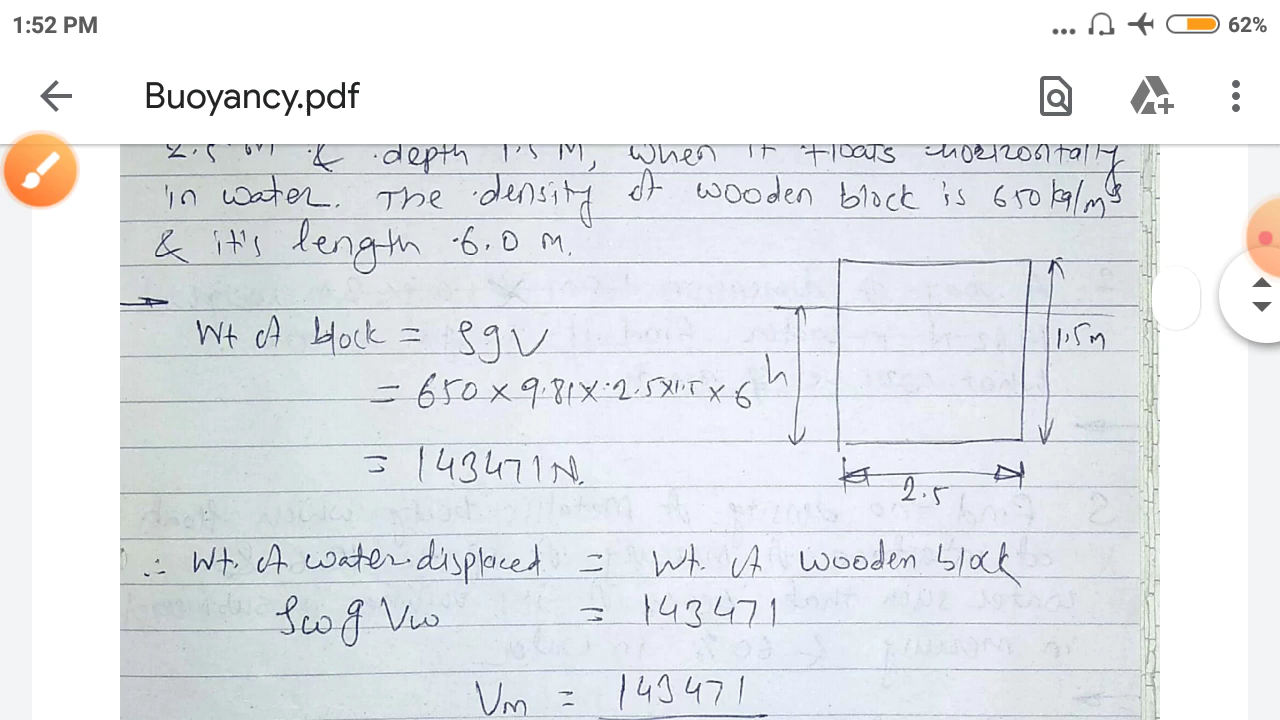 1:52 PM
... 62%
Buoyancy.pdf
2.5 M & depth 1.5 M, when it floats horizontally
in water. The density of wooden block is 650 kg/m³
& it's length 6.0 m.
Wt of block = ρgV
= 650 × 9.81 × 2.5×1.5 × 6
= 143471 N.
h
1.5m
2.5
∴ Wt. of water displaced = Wt. of wooden block
ρw g Vw = 143471
Vm = 143471